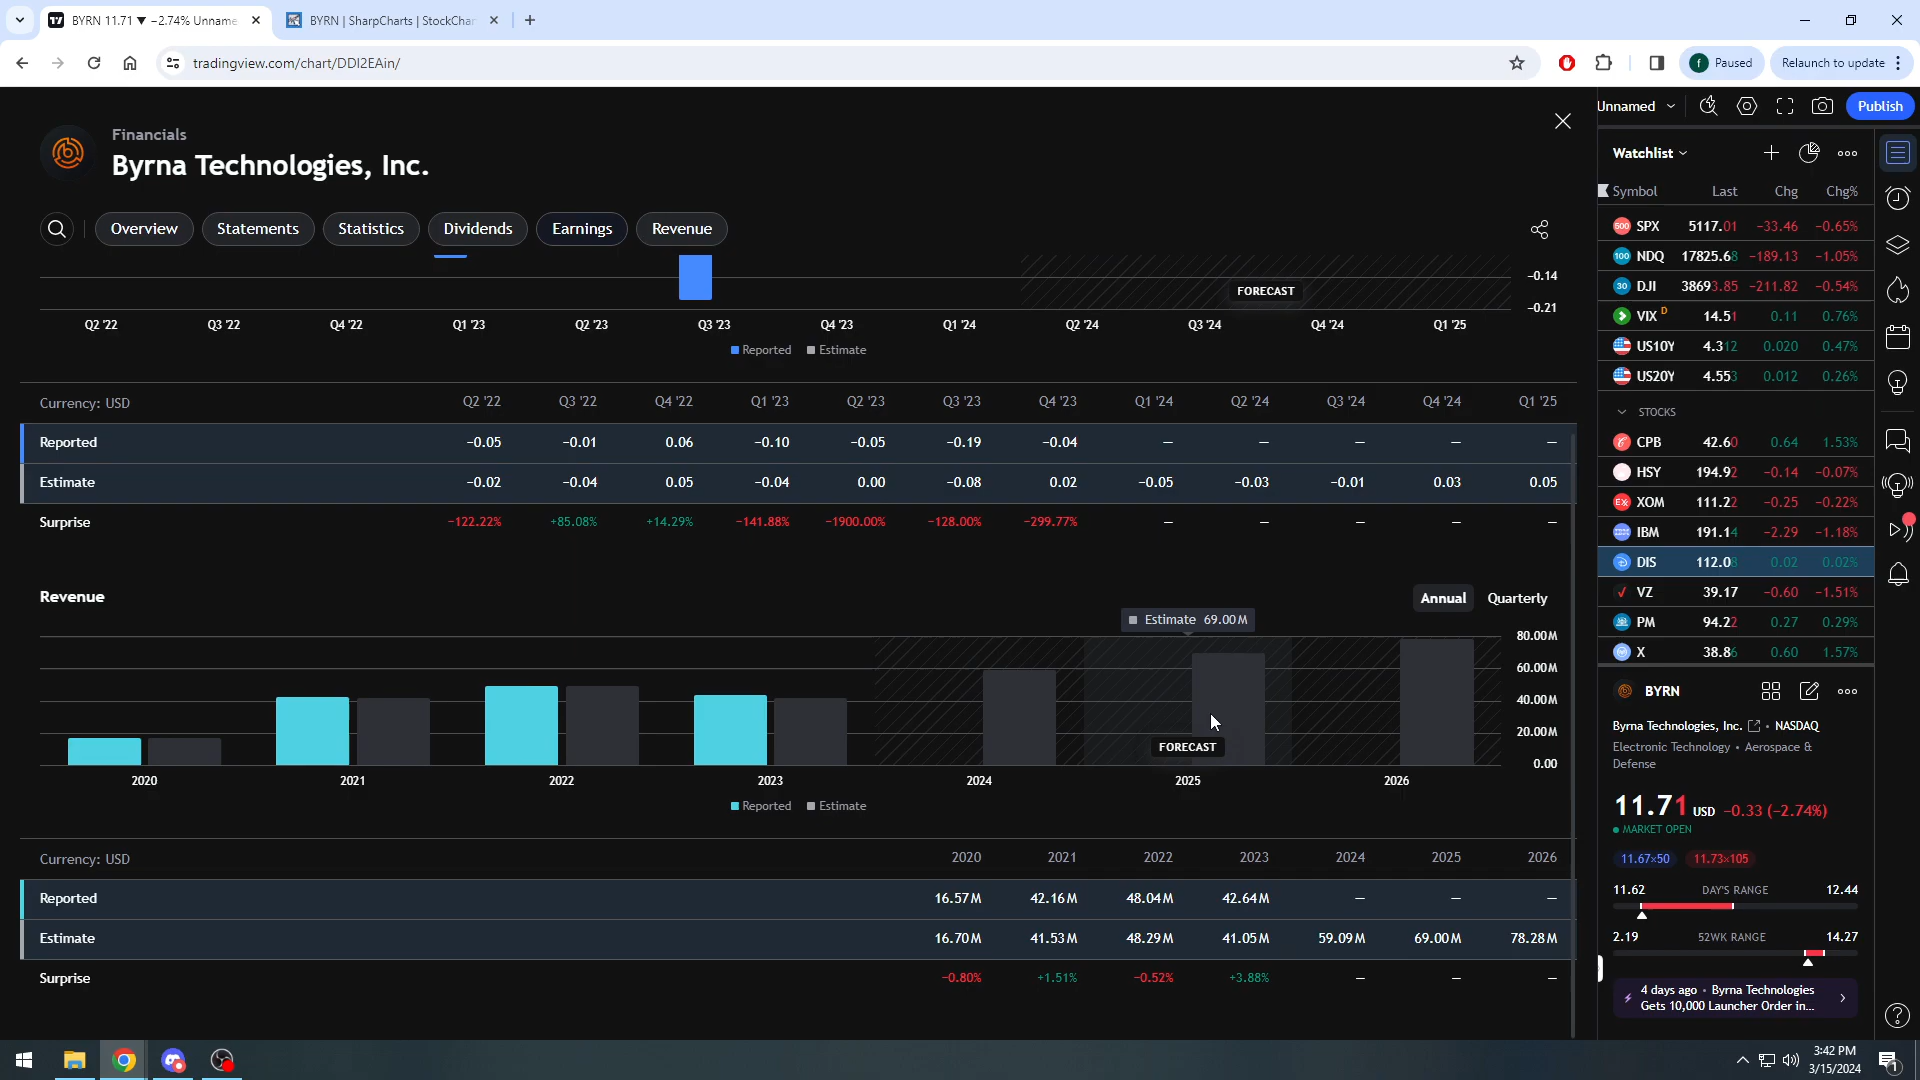 BYRN 11.71 ▼ −2.74% Unname
BYRN | SharpCharts | StockChar
tradingview.com/chart/DDI2EAin/
f Paused
Relaunch to update
Financials
Byrna Technologies, Inc.
Overview Statements Statistics Dividends Earnings Revenue
−0.14
FORECAST
−0.21
Q2 '22 Q3 '22 Q4 '22 Q1 '23 Q2 '23 Q3 '23 Q4 '23 Q1 '24 Q2 '24 Q3 '24 Q4 '24 Q1 '25
Reported Estimate
Currency: USD Q2 '22 Q3 '22 Q4 '22 Q1 '23 Q2 '23 Q3 '23 Q4 '23 Q1 '24 Q2 '24 Q3 '24 Q4 '24 Q1 '25
Reported −0.05 −0.01 0.06 −0.10 −0.05 −0.19 −0.04 — — — — —
Estimate −0.02 −0.04 0.05 −0.04 0.00 −0.08 0.02 −0.05 −0.03 −0.01 0.03 0.05
Surprise −122.22% +85.08% +14.29% −141.88% −1900.00% −128.00% −299.77% — — — — —
Revenue
Annual Quarterly
Estimate 69.00M
80.00M
60.00M
40.00M
20.00M
FORECAST
0.00
2020 2021 2022 2023 2024 2025 2026
Reported Estimate
Currency: USD 2020 2021 2022 2023 2024 2025 2026
Reported 16.57M 42.16M 48.04M 42.64M — — —
Estimate 16.70M 41.53M 48.29M 41.05M 59.09M 69.00M 78.28M
Surprise −0.80% +1.51% −0.52% +3.88% — — —
Unnamed
Publish
Watchlist
Symbol Last Chg Chg%
500 SPX 5117.01 −33.46 −0.65%
100 NDQ 17825.68 −189.13 −1.05%
30 DJI 38693.85 −211.82 −0.54%
VIX D 14.51 0.11 0.76%
US10Y 4.312 0.020 0.47%
US20Y 4.553 0.012 0.26%
STOCKS
CPB 42.60 0.64 1.53%
HSY 194.92 −0.14 −0.07%
XOM 111.22 −0.25 −0.22%
IBM 191.14 −2.29 −1.18%
DIS 112.08 0.02 0.02%
VZ 39.17 −0.60 −1.51%
PM 94.22 0.27 0.29%
X 38.86 0.60 1.57%
BYRN
Byrna Technologies, Inc. • NASDAQ
Electronic Technology • Aerospace &
Defense
11.71 USD −0.33 (−2.74%)
MARKET OPEN
11.67×50 11.73×105
11.62 DAY'S RANGE 12.44
2.19 52WK RANGE 14.27
4 days ago • Byrna Technologies
Gets 10,000 Launcher Order in...
3:42 PM
3/15/2024
1